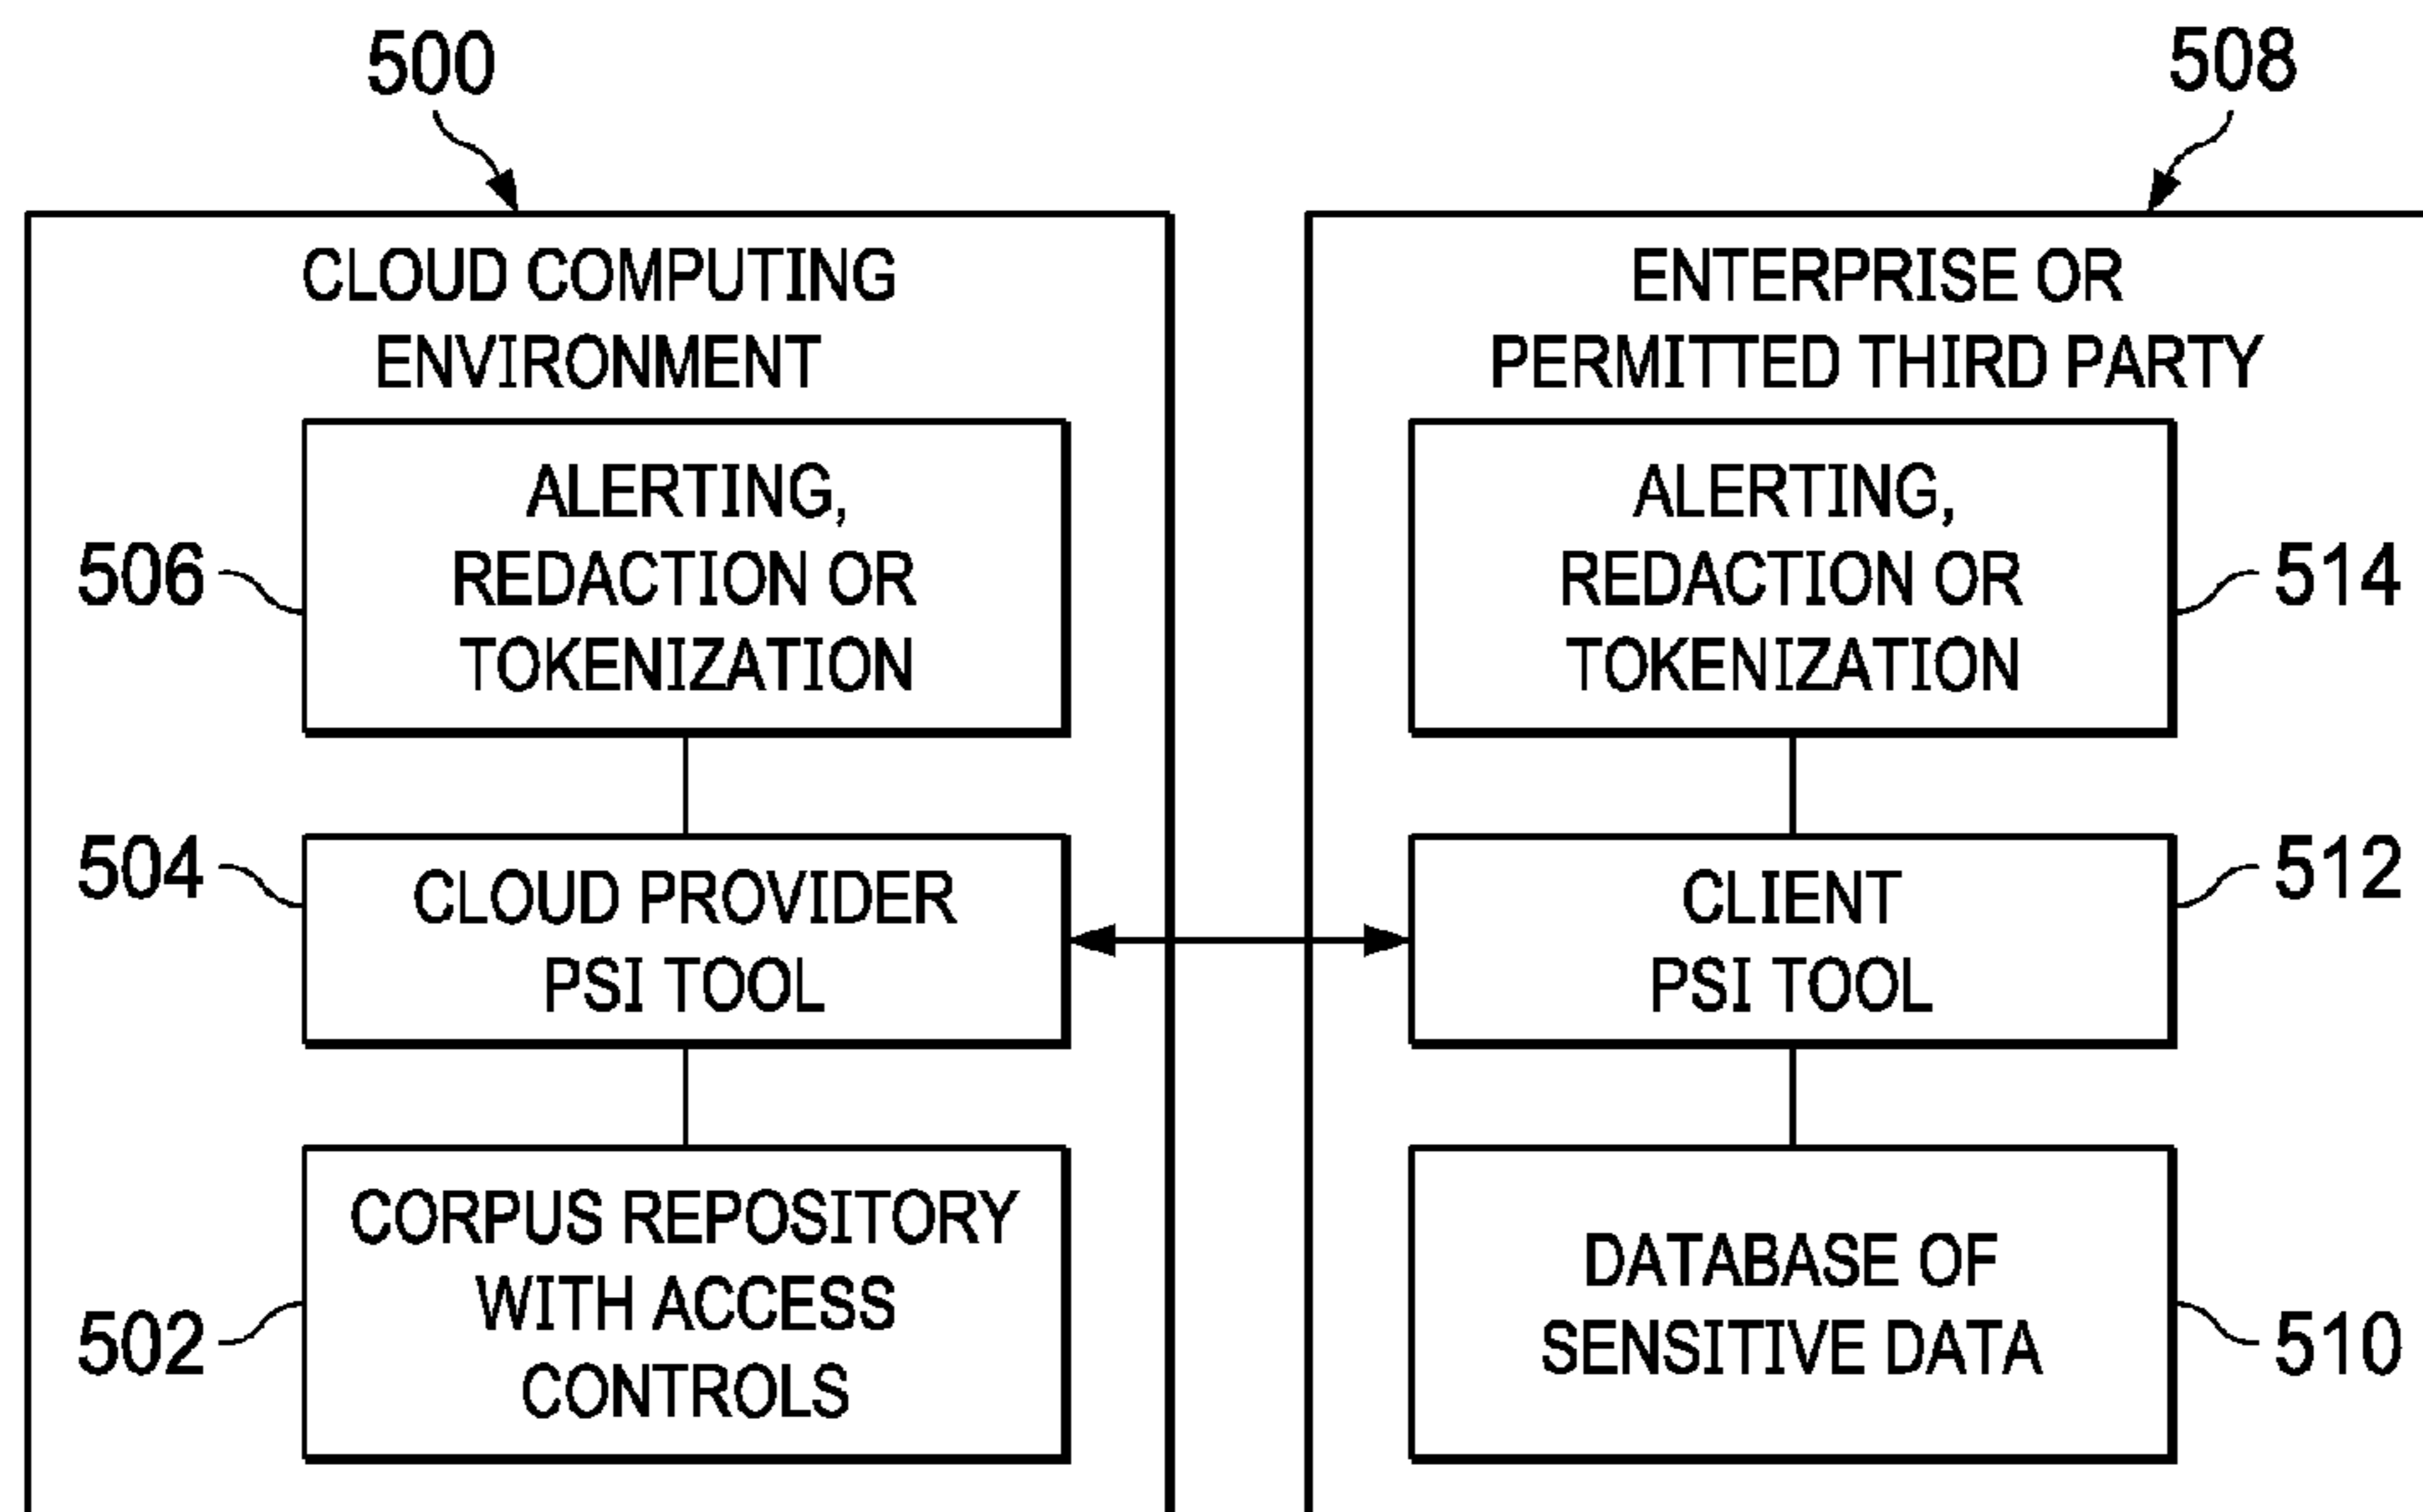 500
508
CLOUD COMPUTING
ENVIRONMENT
ENTERPRISE OR
PERMITTED THIRD PARTY
506
ALERTING,
REDACTION OR
TOKENIZATION
ALERTING,
REDACTION OR
TOKENIZATION
514
504
CLOUD PROVIDER
PSI TOOL
CLIENT
PSI TOOL
512
502
CORPUS REPOSITORY
WITH ACCESS
CONTROLS
DATABASE OF
SENSITIVE DATA
510